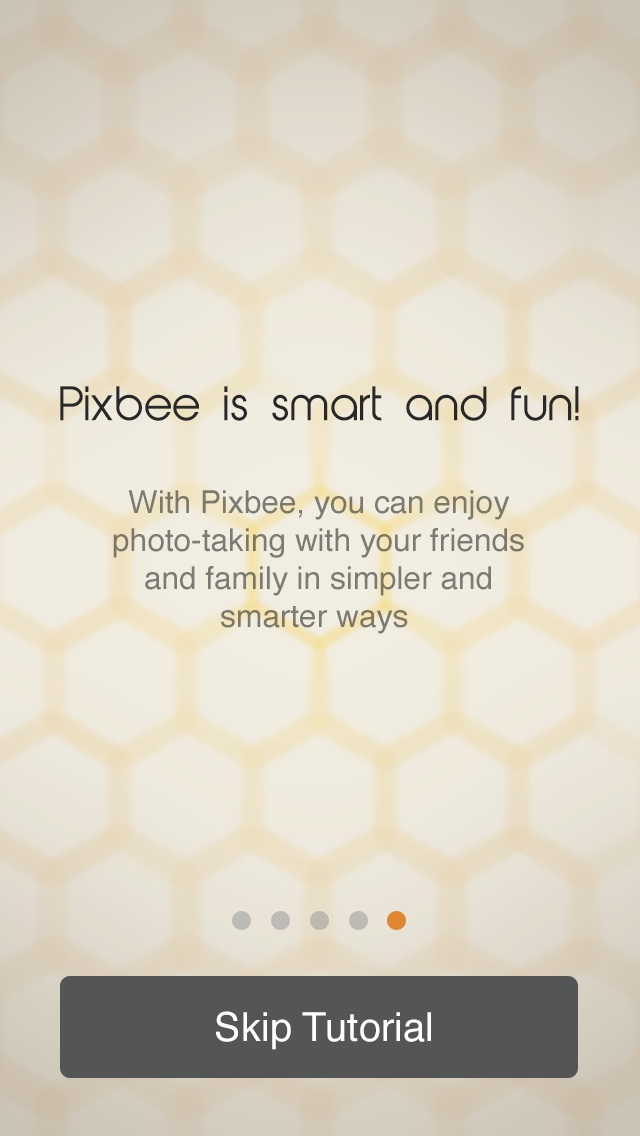 Pixbee is smart and fun!
With Pixbee, you can enjoy
photo-taking with your friends
and family in simpler and
smarter ways
Skip Tutorial